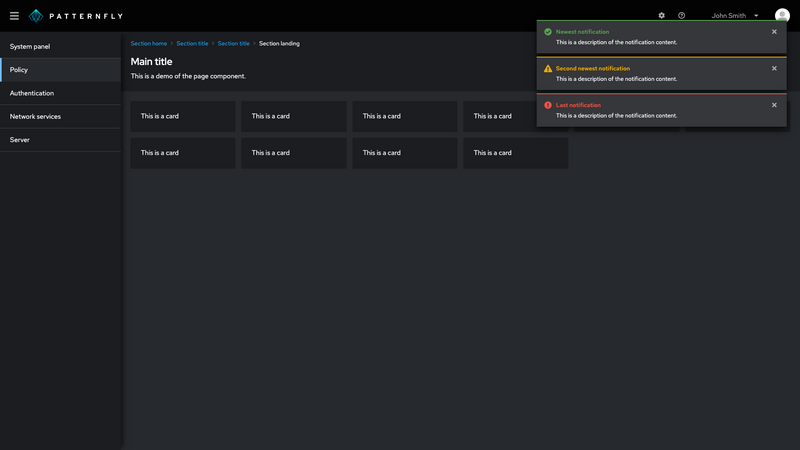 PATTERNFLY
John Smith
System panel
Policy
Authentication
Network services
Server
Section home
Section title
Section title
Section landing
Main title
This is a demo of the page component.
This is a card
This is a card
This is a card
This is a card
This is a card
This is a card
This is a card
This is a card
Newest notification
This is a description of the notification content.
Second newest notification
This is a description of the notification content.
Last notification
This is a description of the notification content.